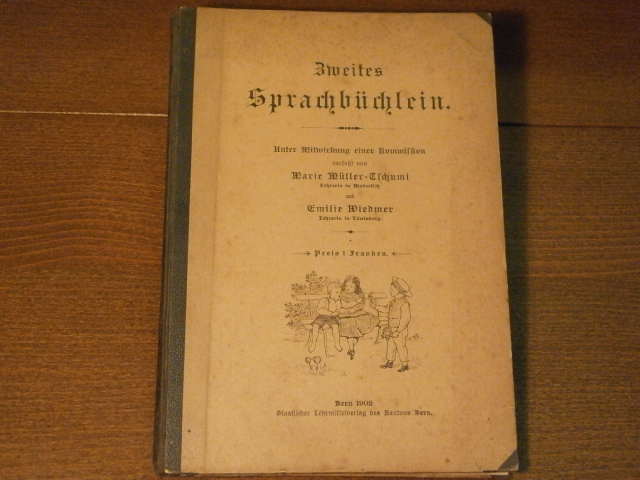 Zweites
Sprachbüchlein.
Unter Mitwirkung einer Kommission
verfaßt von
Marie Müller-Tschumi
Lehrerin in
und
Emilie Wiedmer
Lehrerin in
Preis 1 Franken.
Bern 1902
Staatlicher Lehrmittelverlag des Kantons Bern.